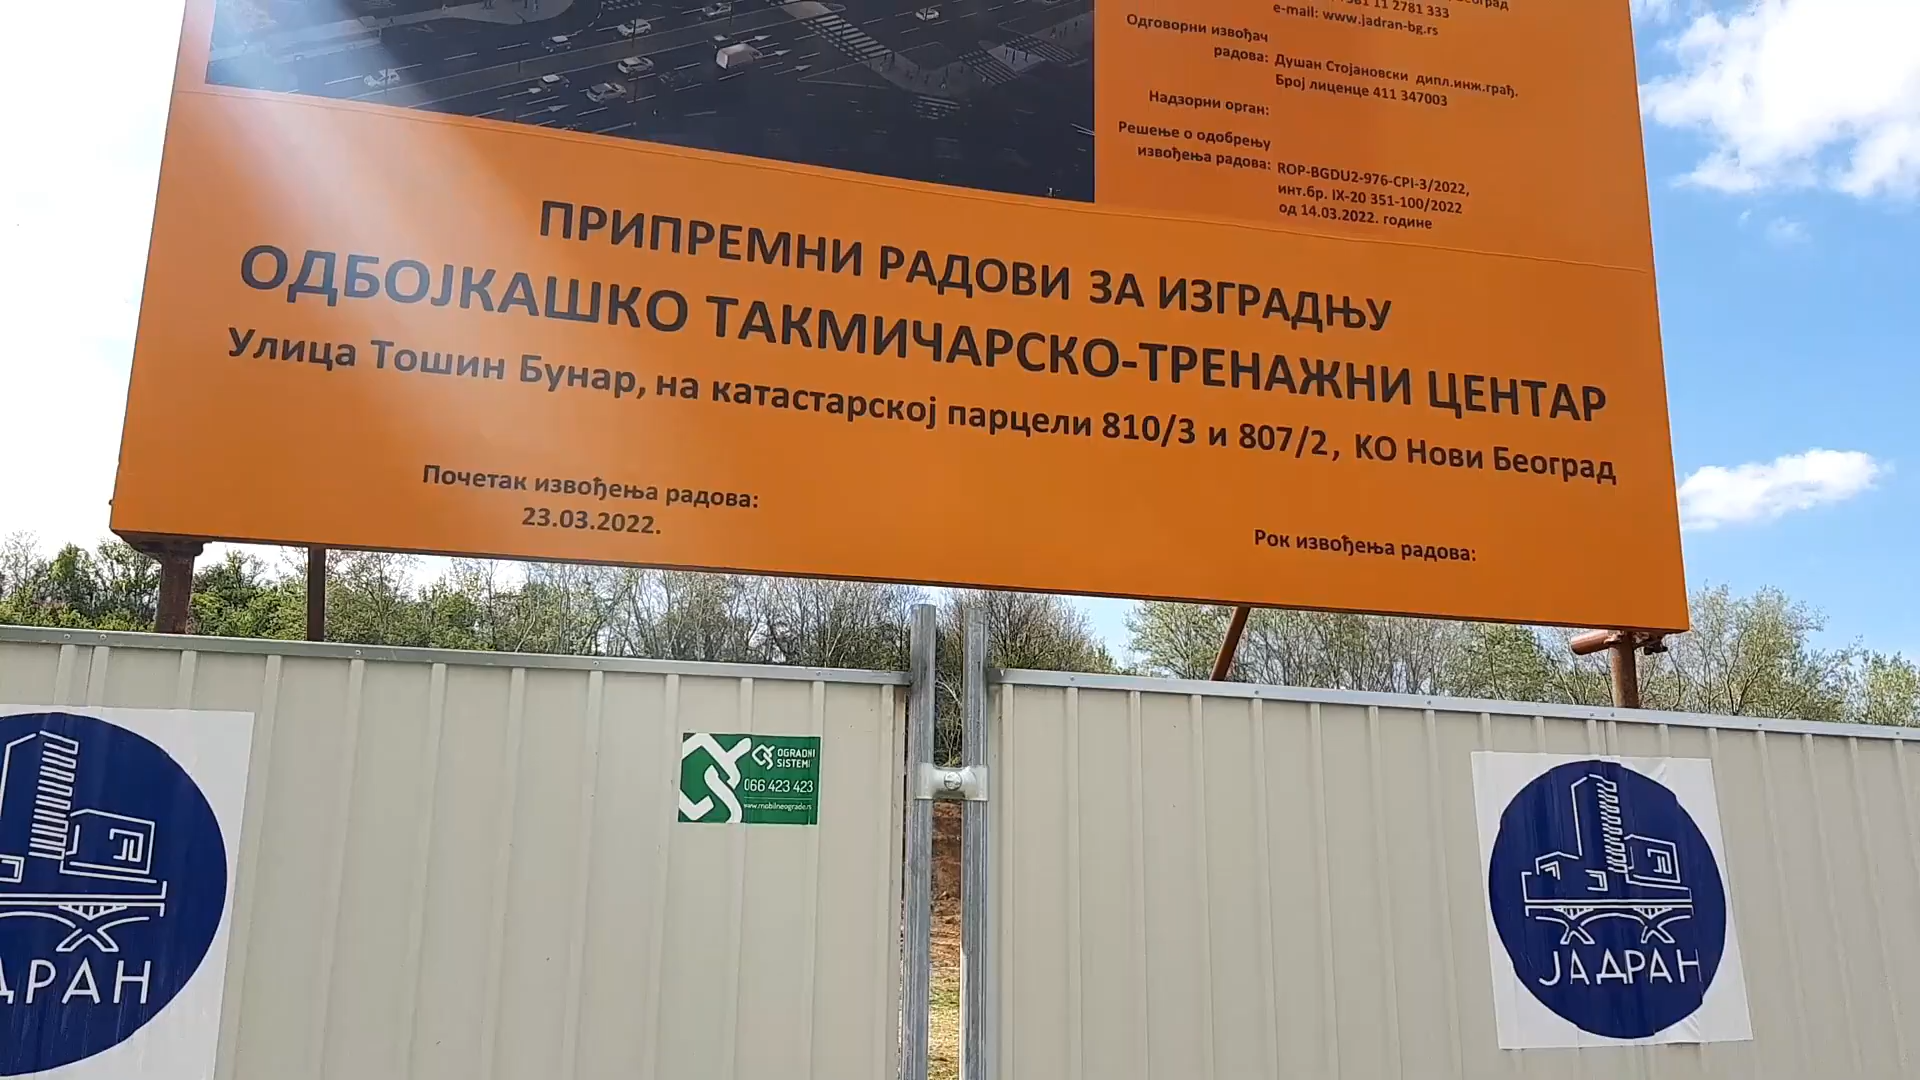 11 2781 333
e-mail: www.jadran-bg.rs
Одговорни извођач
радова: Душан Стојановски дипл.инж.грађ.
Број лиценце 411 347003
Надзорни орган:
Решење о одобрењу
извођења радова: ROP-BGDU2-976-CPI-3/2022,
инт.бр. IX-20 351-100/2022
од 14.03.2022. године
ПРИПРЕМНИ РАДОВИ ЗА ИЗГРАДЊУ
ОДБОЈКАШКО ТАКМИЧАРСКО-ТРЕНАЖНИ ЦЕНТАР
Улица Тошин Бунар, на катастарској парцели 810/3 и 807/2, КО Нови Београд
Почетак извођења радова:
23.03.2022.
Рок извођења радова:
OGRADNI
SISTEMI
066 423 423
www.mobilneograde.rs
ДРАН
ЈАДРАН